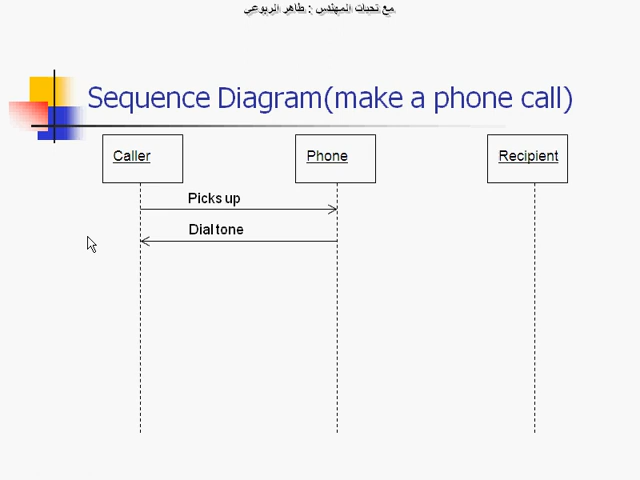 مع تحيات المهندس : طاهر الربوعي
Sequence Diagram(make a phone call)
Caller
Phone
Recipient
Picks up
Dial tone